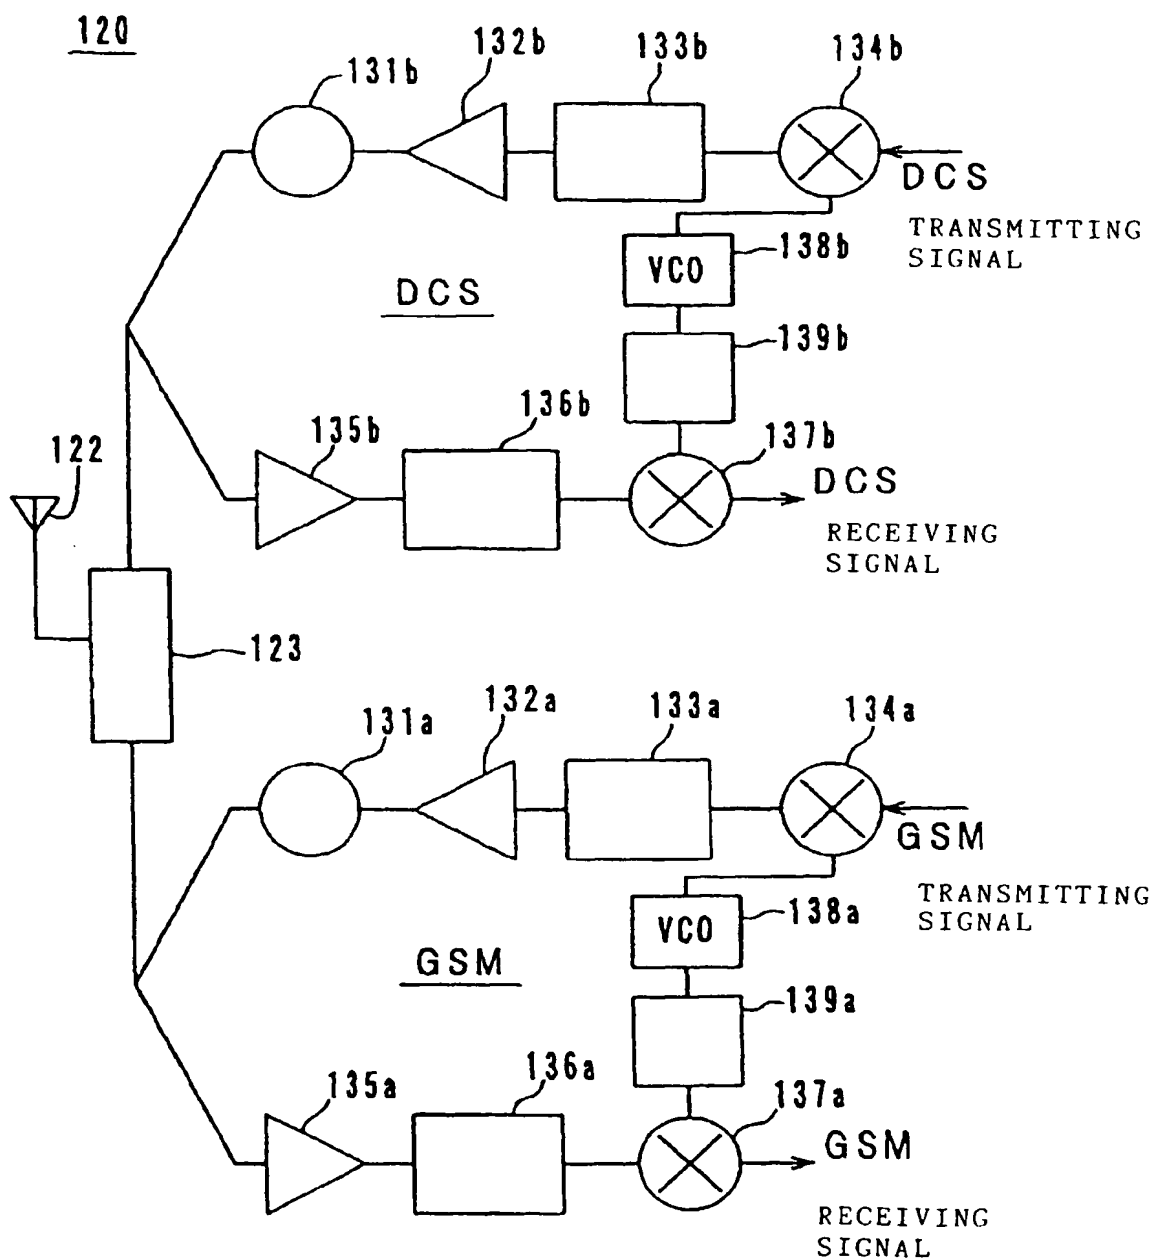 120
131b
132b
133b
134b
DCS
TRANSMITTING
SIGNAL
VCO
138b
DCS
139b
135b
136b
137b
DCS
RECEIVING
SIGNAL
122
123
131a
132a
133a
134a
GSM
TRANSMITTING
SIGNAL
VCO
138a
GSM
139a
135a
136a
137a
GSM
RECEIVING
SIGNAL